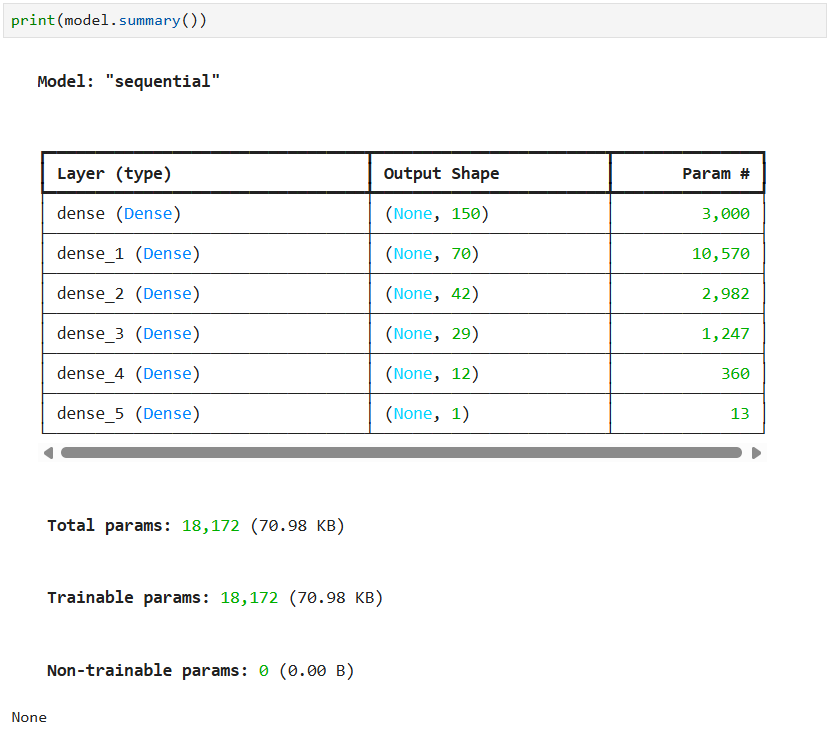 print(model.summary())
Model: "sequential"
Layer (type) Output Shape Param #
dense (Dense) (None, 150) 3,000
dense_1 (Dense) (None, 70) 10,570
dense_2 (Dense) (None, 42) 2,982
dense_3 (Dense) (None, 29) 1,247
dense_4 (Dense) (None, 12) 360
dense_5 (Dense) (None, 1) 13
Total params: 18,172 (70.98 KB)
Trainable params: 18,172 (70.98 KB)
Non-trainable params: 0 (0.00 B)
None